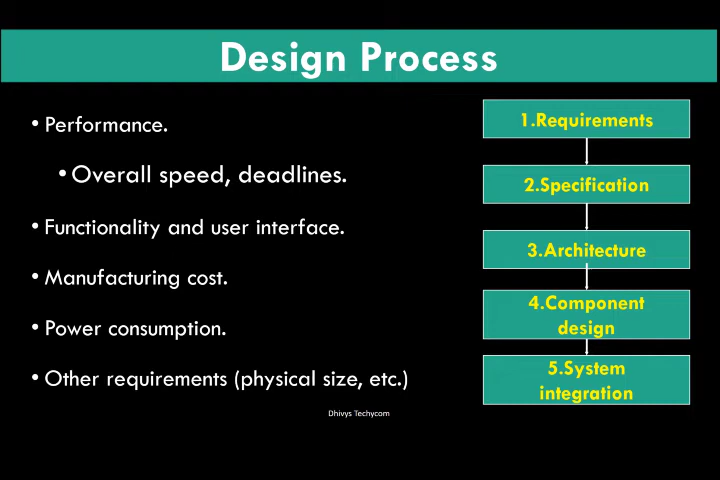 Design Process
• Performance.
• Overall speed, deadlines.
• Functionality and user interface.
• Manufacturing cost.
• Power consumption.
• Other requirements (physical size, etc.)
1.Requirements
2.Specification
3.Architecture
4.Component
design
5.System
integration
Dhivys Techycom